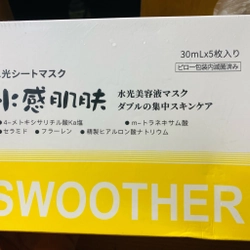 30mLx5枚入り
ピロー包装内滅菌済み
水光シートマスク
水感肌肤
水光美容液マスク
ダブルの集中スキンケア
●4-メトキシサリチル酸Ka塩 ●m-トラネキサム酸
●セラミド ●フラーレン ●精製ヒアルロン酸ナトリウム
SWOOTHER